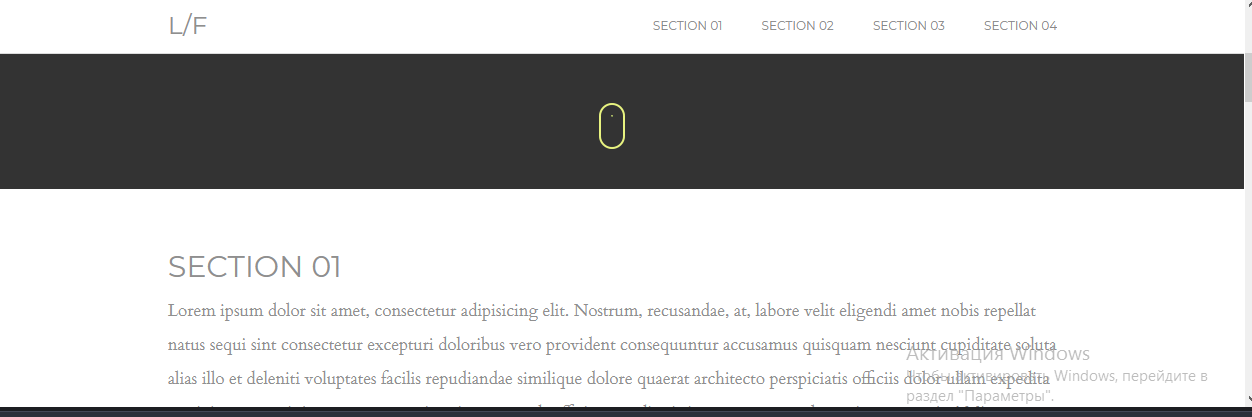 L/F
SECTION 01 SECTION 02 SECTION 03 SECTION 04
SECTION 01
Lorem ipsum dolor sit amet, consectetur adipisicing elit. Nostrum, recusandae, at, labore velit eligendi amet nobis repellat
natus sequi sint consectetur excepturi doloribus vero provident consequuntur accusamus quisquam nesciunt cupiditate soluta
alias illo et deleniti voluptates facilis repudiandae similique dolore quaerat architecto perspiciatis officiis dolor ullam expedita
Активация Windows
Чтобы активировать Windows, перейдите в
раздел "Параметры".